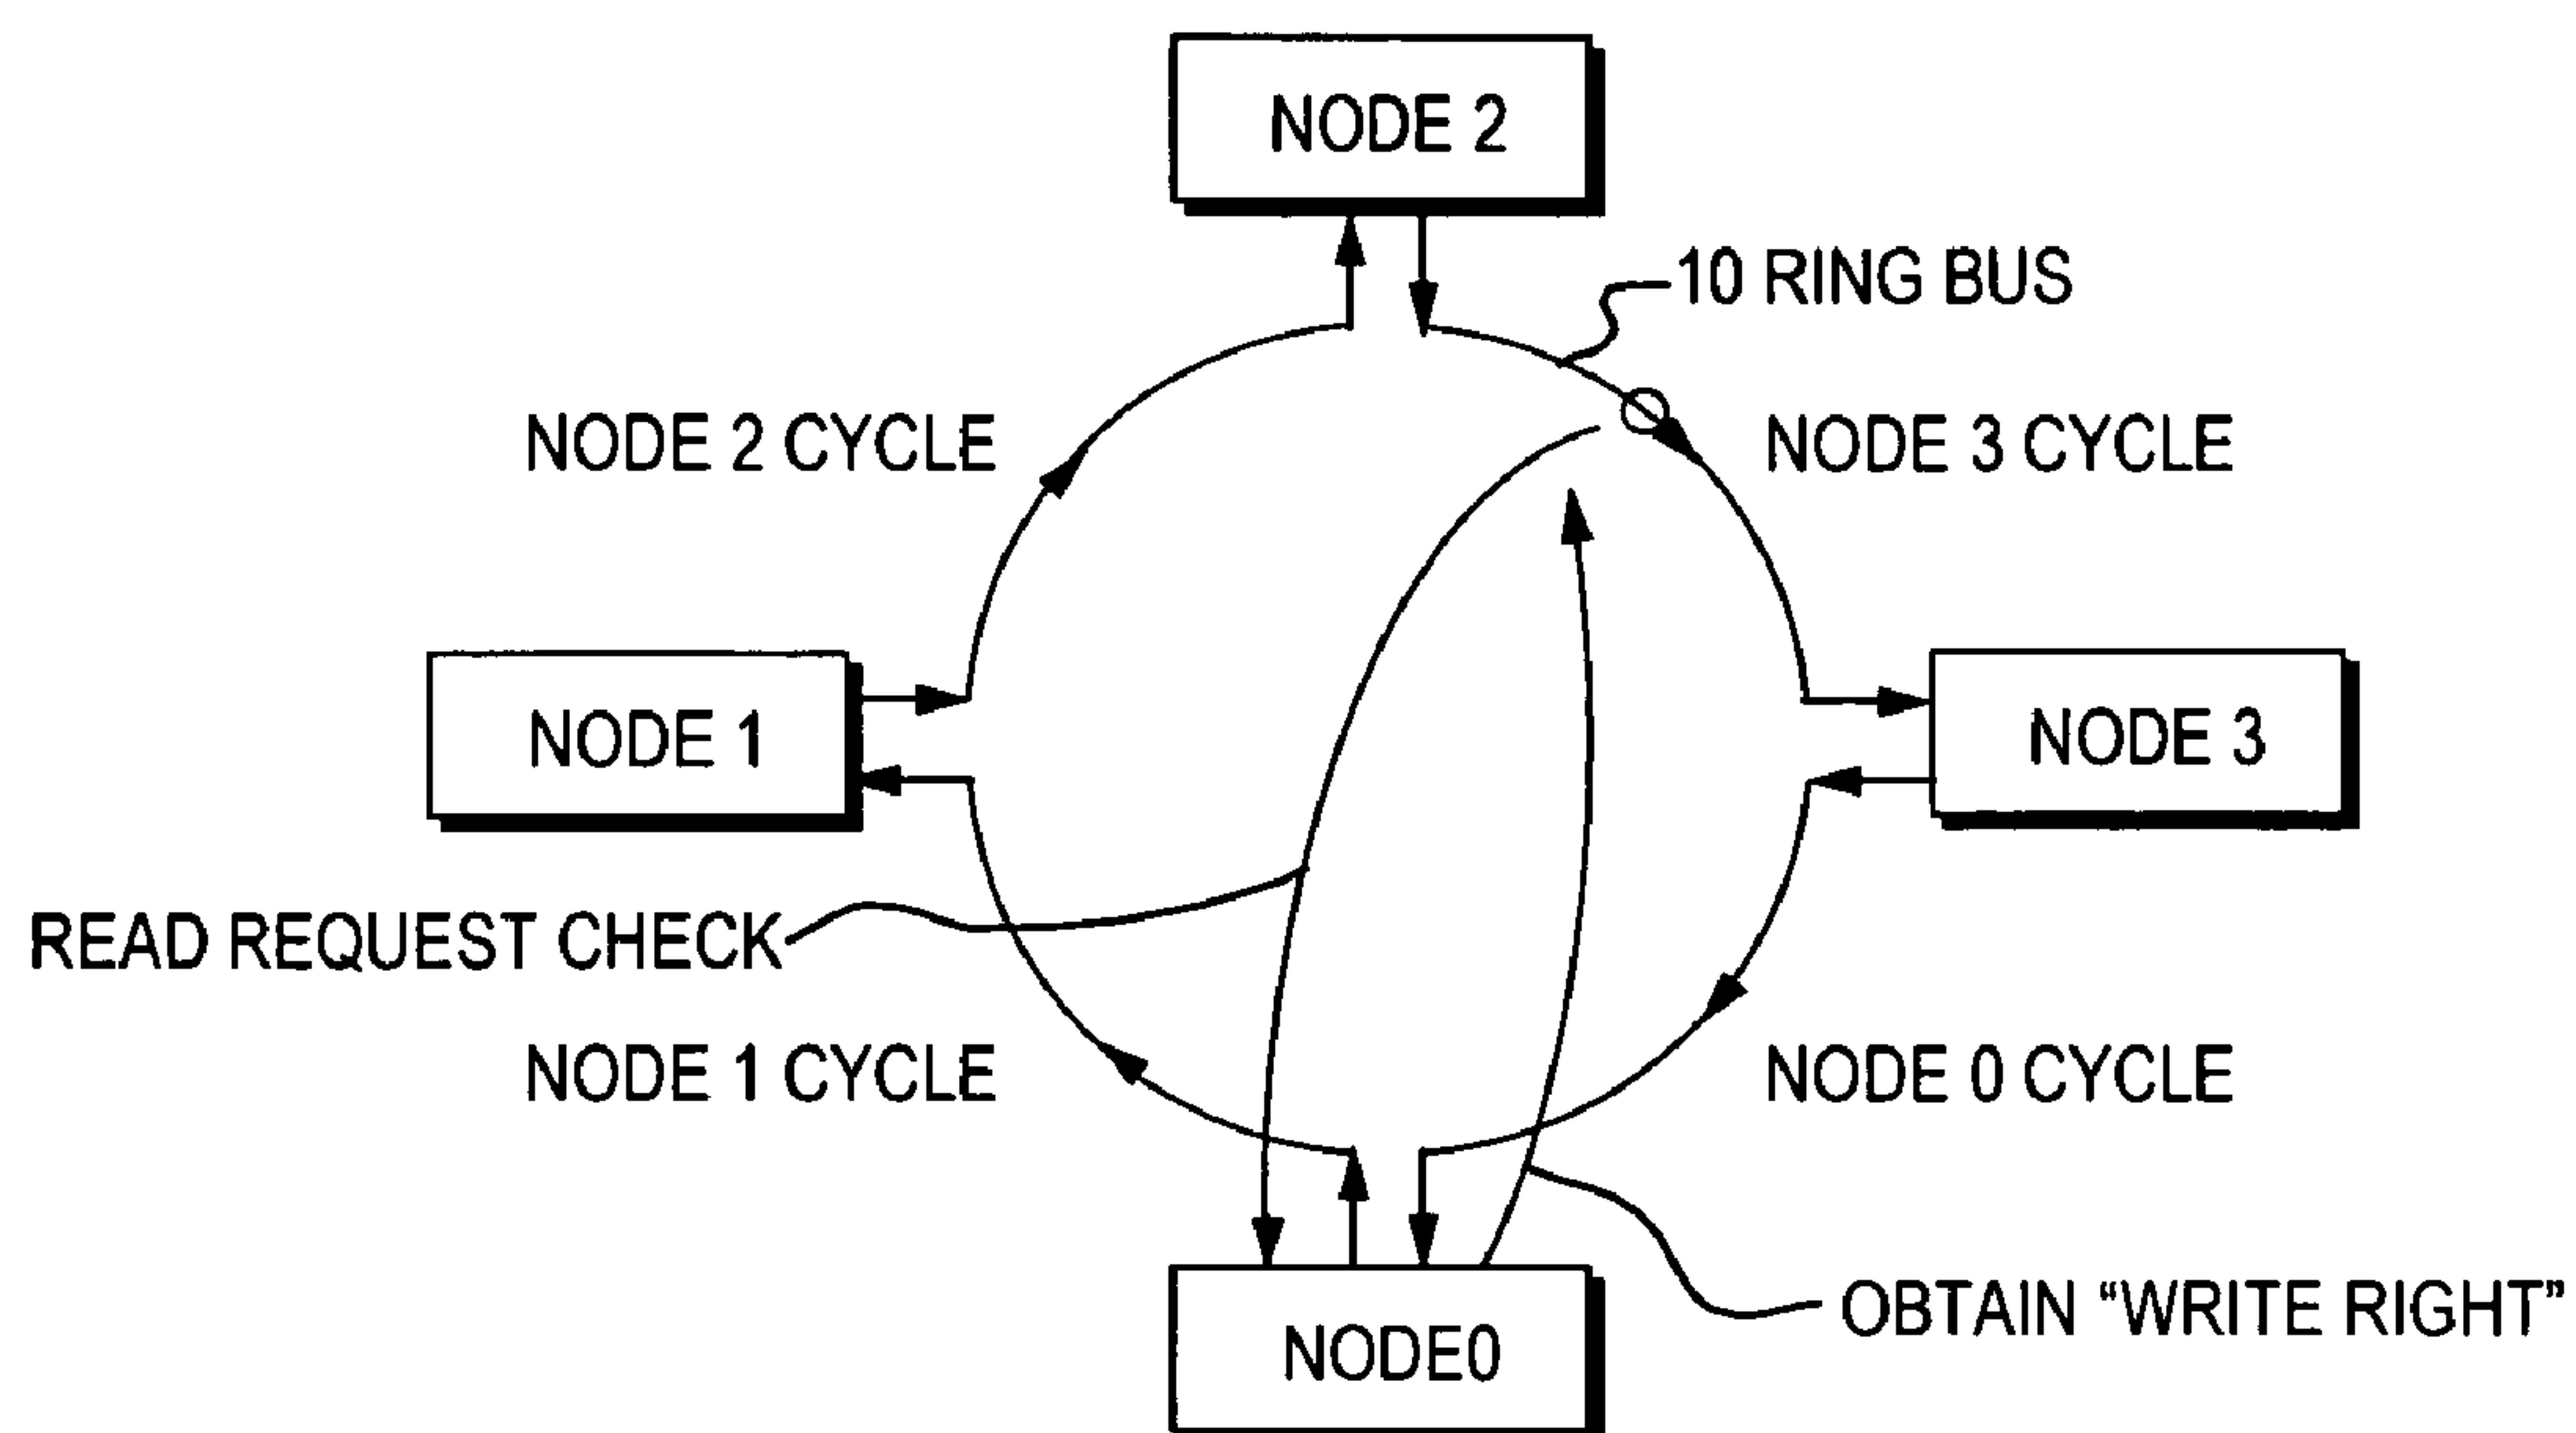 NODE 2
10 RING BUS
NODE 2 CYCLE
NODE 3 CYCLE
NODE 1
NODE 3
READ REQUEST CHECK
NODE 1 CYCLE
NODE 0 CYCLE
OBTAIN “WRITE RIGHT”
NODE0